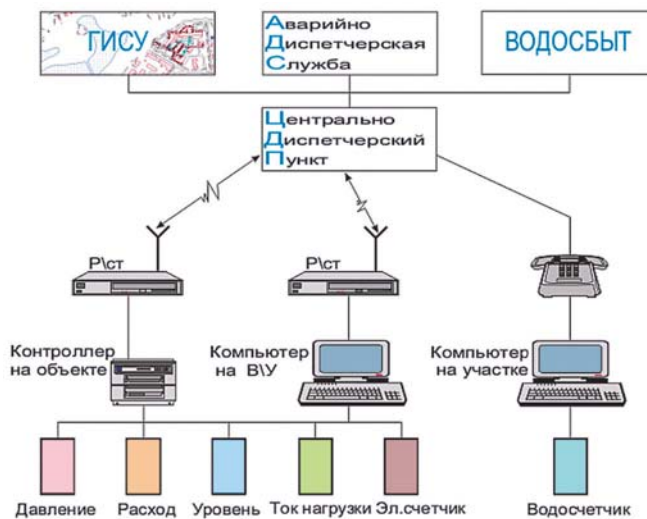 ГИСУ
Аварийно
Диспетчерская
Служба
ВОДОСБЫТ
Центрально
Диспетчерский
Пункт
Р\ст
Р\ст
Контроллер
на объекте
Компьютер
на В\У
Компьютер
на участке
Давление
Расход
Уровень
Ток нагрузки
Эл.счетчик
Водосчетчик